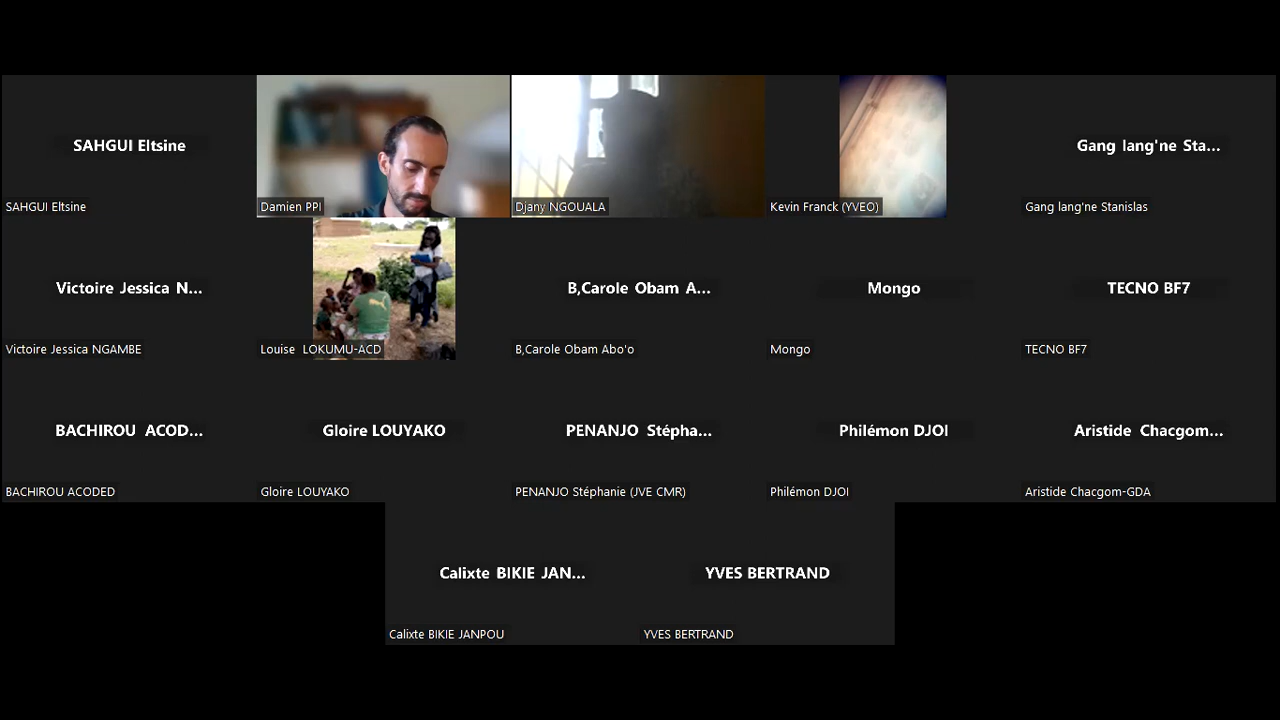 SAHGUI Eltsine
Gang lang'ne Sta...
SAHGUI Eltsine
Damien PPI
Djany NGOUALA
Kevin Franck (YVEO)
Gang lang'ne Stanislas
Victoire Jessica N...
B,Carole Obam A...
Mongo
TECNO BF7
Victoire Jessica NGAMBE
Louise LOKUMU-ACD
B,Carole Obam Abo'o
Mongo
TECNO BF7
BACHIROU ACOD...
Gloire LOUYAKO
PENANJO Stépha...
Philémon DJOI
Aristide Chacgom...
BACHIROU ACODED
Gloire LOUYAKO
PENANJO Stéphanie (JVE CMR)
Philémon DJOI
Aristide Chacgom-GDA
Calixte BIKIE JAN...
YVES BERTRAND
Calixte BIKIE JANPOU
YVES BERTRAND